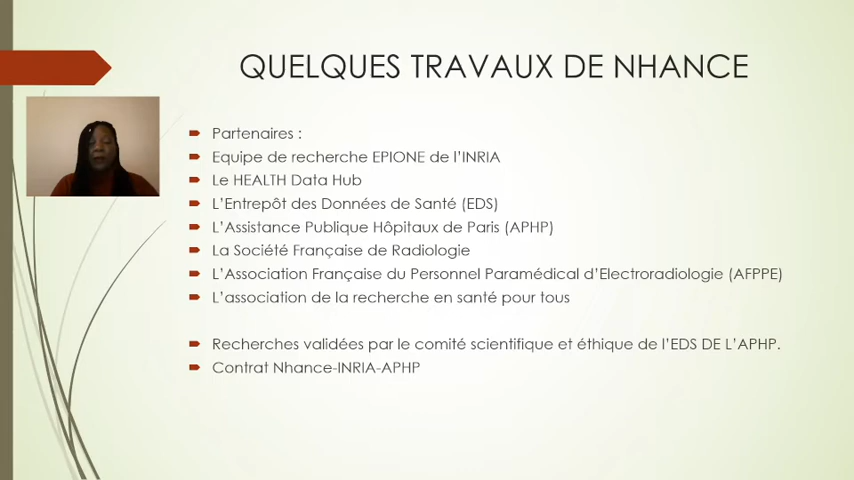 QUELQUES TRAVAUX DE NHANCE
Partenaires :
Equipe de recherche EPIONE de l'INRIA
Le HEALTH Data Hub
L'Entrepôt des Données de Santé (EDS)
L'Assistance Publique Hôpitaux de Paris (APHP)
La Société Française de Radiologie
L'Association Française du Personnel Paramédical d'Electroradiologie (AFPPE)
L'association de la recherche en santé pour tous
Recherches validées par le comité scientifique et éthique de l'EDS DE L'APHP.
Contrat Nhance-INRIA-APHP